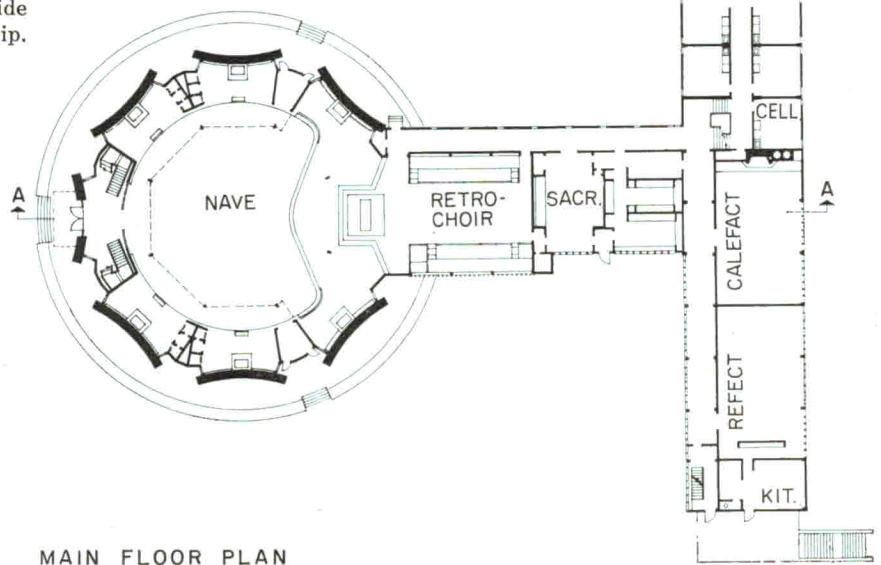 ide
ip.
CELL
A
NAVE
RETRO-
CHOIR
SACR.
CALEFACT
A
REFECT
KIT.
MAIN FLOOR PLAN